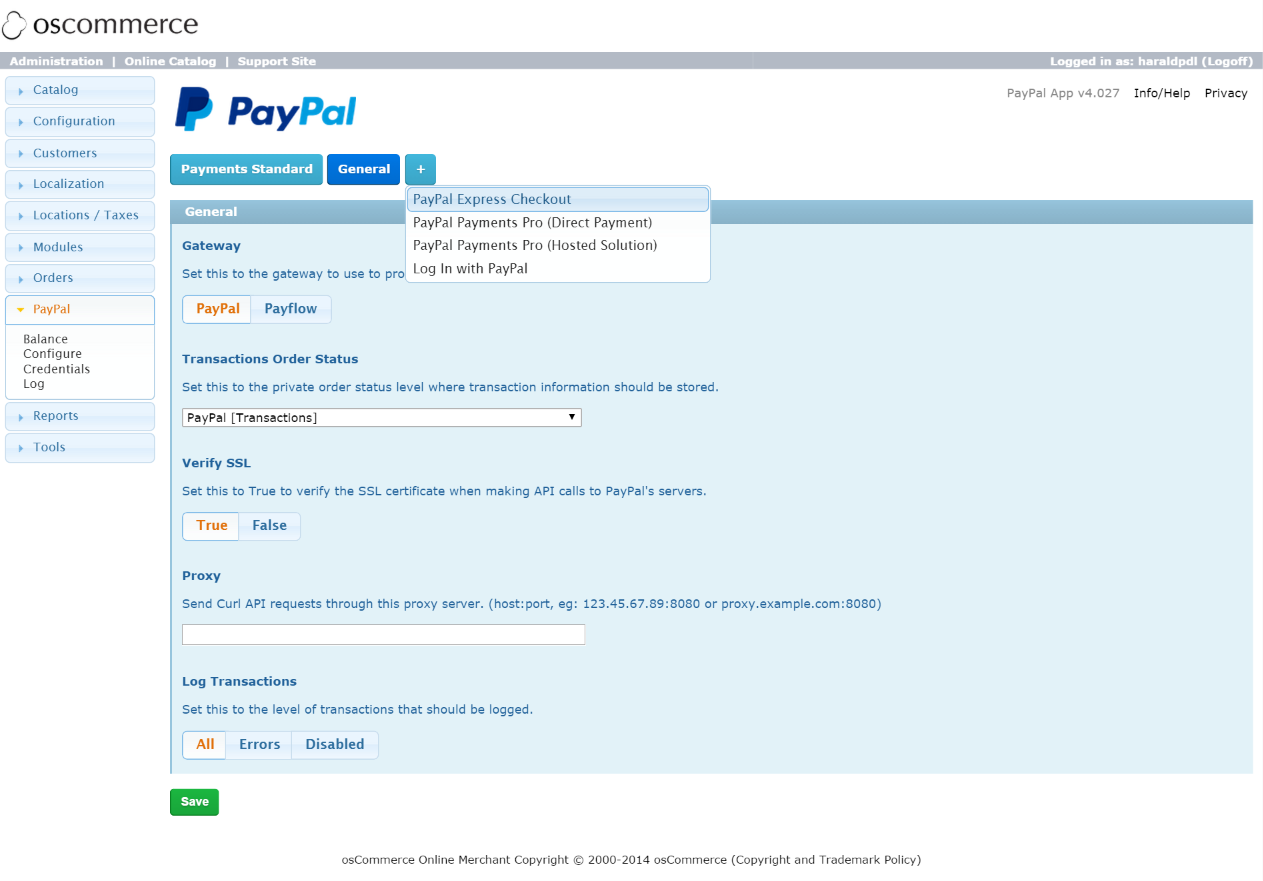 oscommerce
Administration | Online Catalog | Support Site
Logged in as: haraldpdl (Logoff)
Catalog
Configuration
Customers
Localization
Locations / Taxes
Modules
Orders
PayPal
Balance
Configure
Credentials
Log
Reports
Tools
PayPal
PayPal App v4.027 Info/Help Privacy
Payments Standard General +
PayPal Express Checkout
PayPal Payments Pro (Direct Payment)
PayPal Payments Pro (Hosted Solution)
Log In with PayPal
General
Gateway
Set this to the gateway to use to pro
PayPal Payflow
Transactions Order Status
Set this to the private order status level where transaction information should be stored.
PayPal [Transactions]
Verify SSL
Set this to True to verify the SSL certificate when making API calls to PayPal's servers.
True False
Proxy
Send Curl API requests through this proxy server. (host:port, eg: 123.45.67.89:8080 or proxy.example.com:8080)
Log Transactions
Set this to the level of transactions that should be logged.
All Errors Disabled
Save
osCommerce Online Merchant Copyright © 2000-2014 osCommerce (Copyright and Trademark Policy)